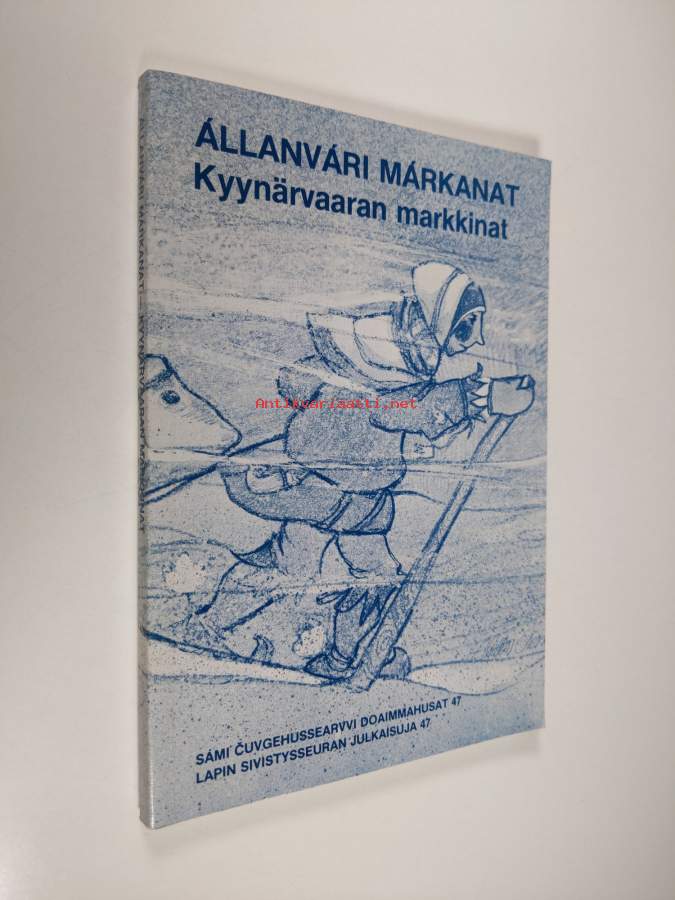 ÁLLANVÁRI MÁRKANAT
Kyynärvaaran markkinat
Antikvariaatti.net
SÁMI ČUVGEHUSSEARVVI DOAIMMAHUSAT 47
LAPIN SIVISTYSSEURAN JULKAISUJA 47